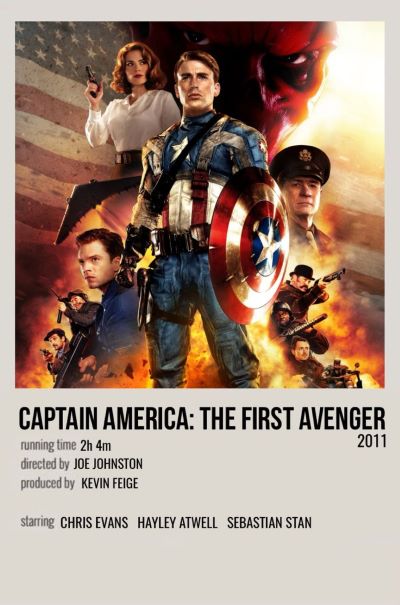 CAPTAIN AMERICA: THE FIRST AVENGER
2011
running time 2h 4m
directed by JOE JOHNSTON
produced by KEVIN FEIGE
starring CHRIS EVANS HAYLEY ATWELL SEBASTIAN STAN